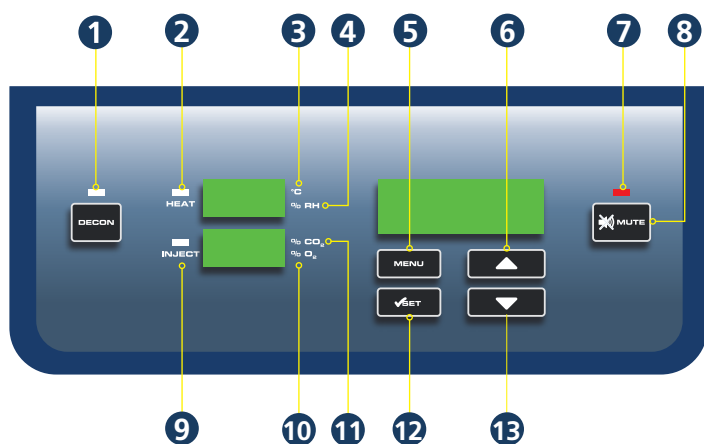 1 2 3 4 5 6 7 8
HEAT
°C
% RH
DECON
MUTE
INJECT
% CO₂
% O₂
MENU
SET
9 10 11 12 13